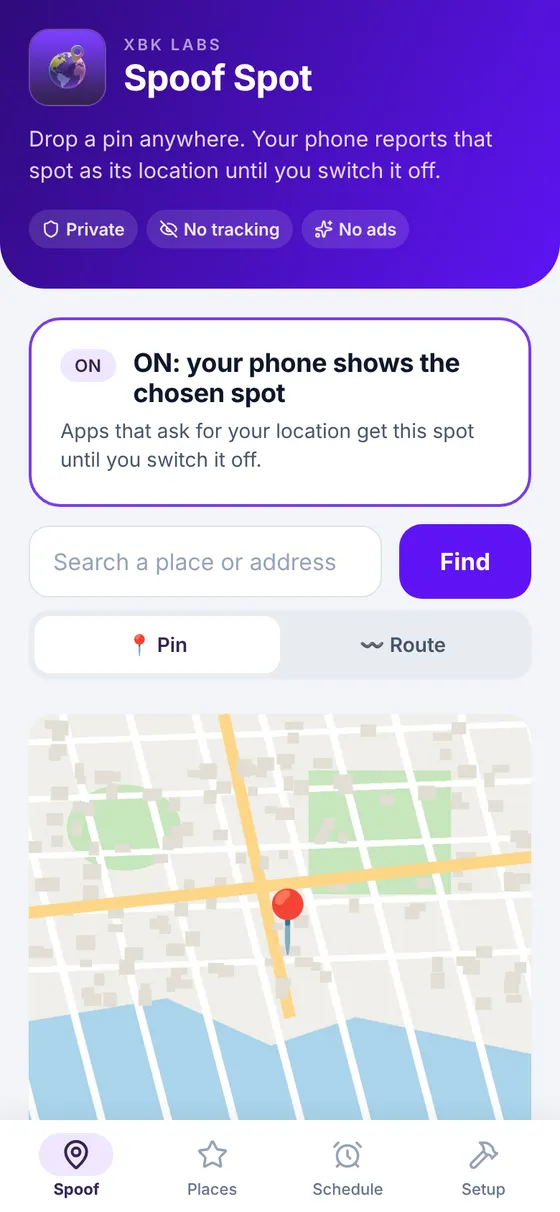 XBK LABS
Spoof Spot
Drop a pin anywhere. Your phone reports that
spot as its location until you switch it off.
Private
No tracking
No ads
ON
ON: your phone shows the
chosen spot
Apps that ask for your location get this spot
until you switch it off.
Search a place or address
Find
Pin
Route
Spoof
Places
Schedule
Setup